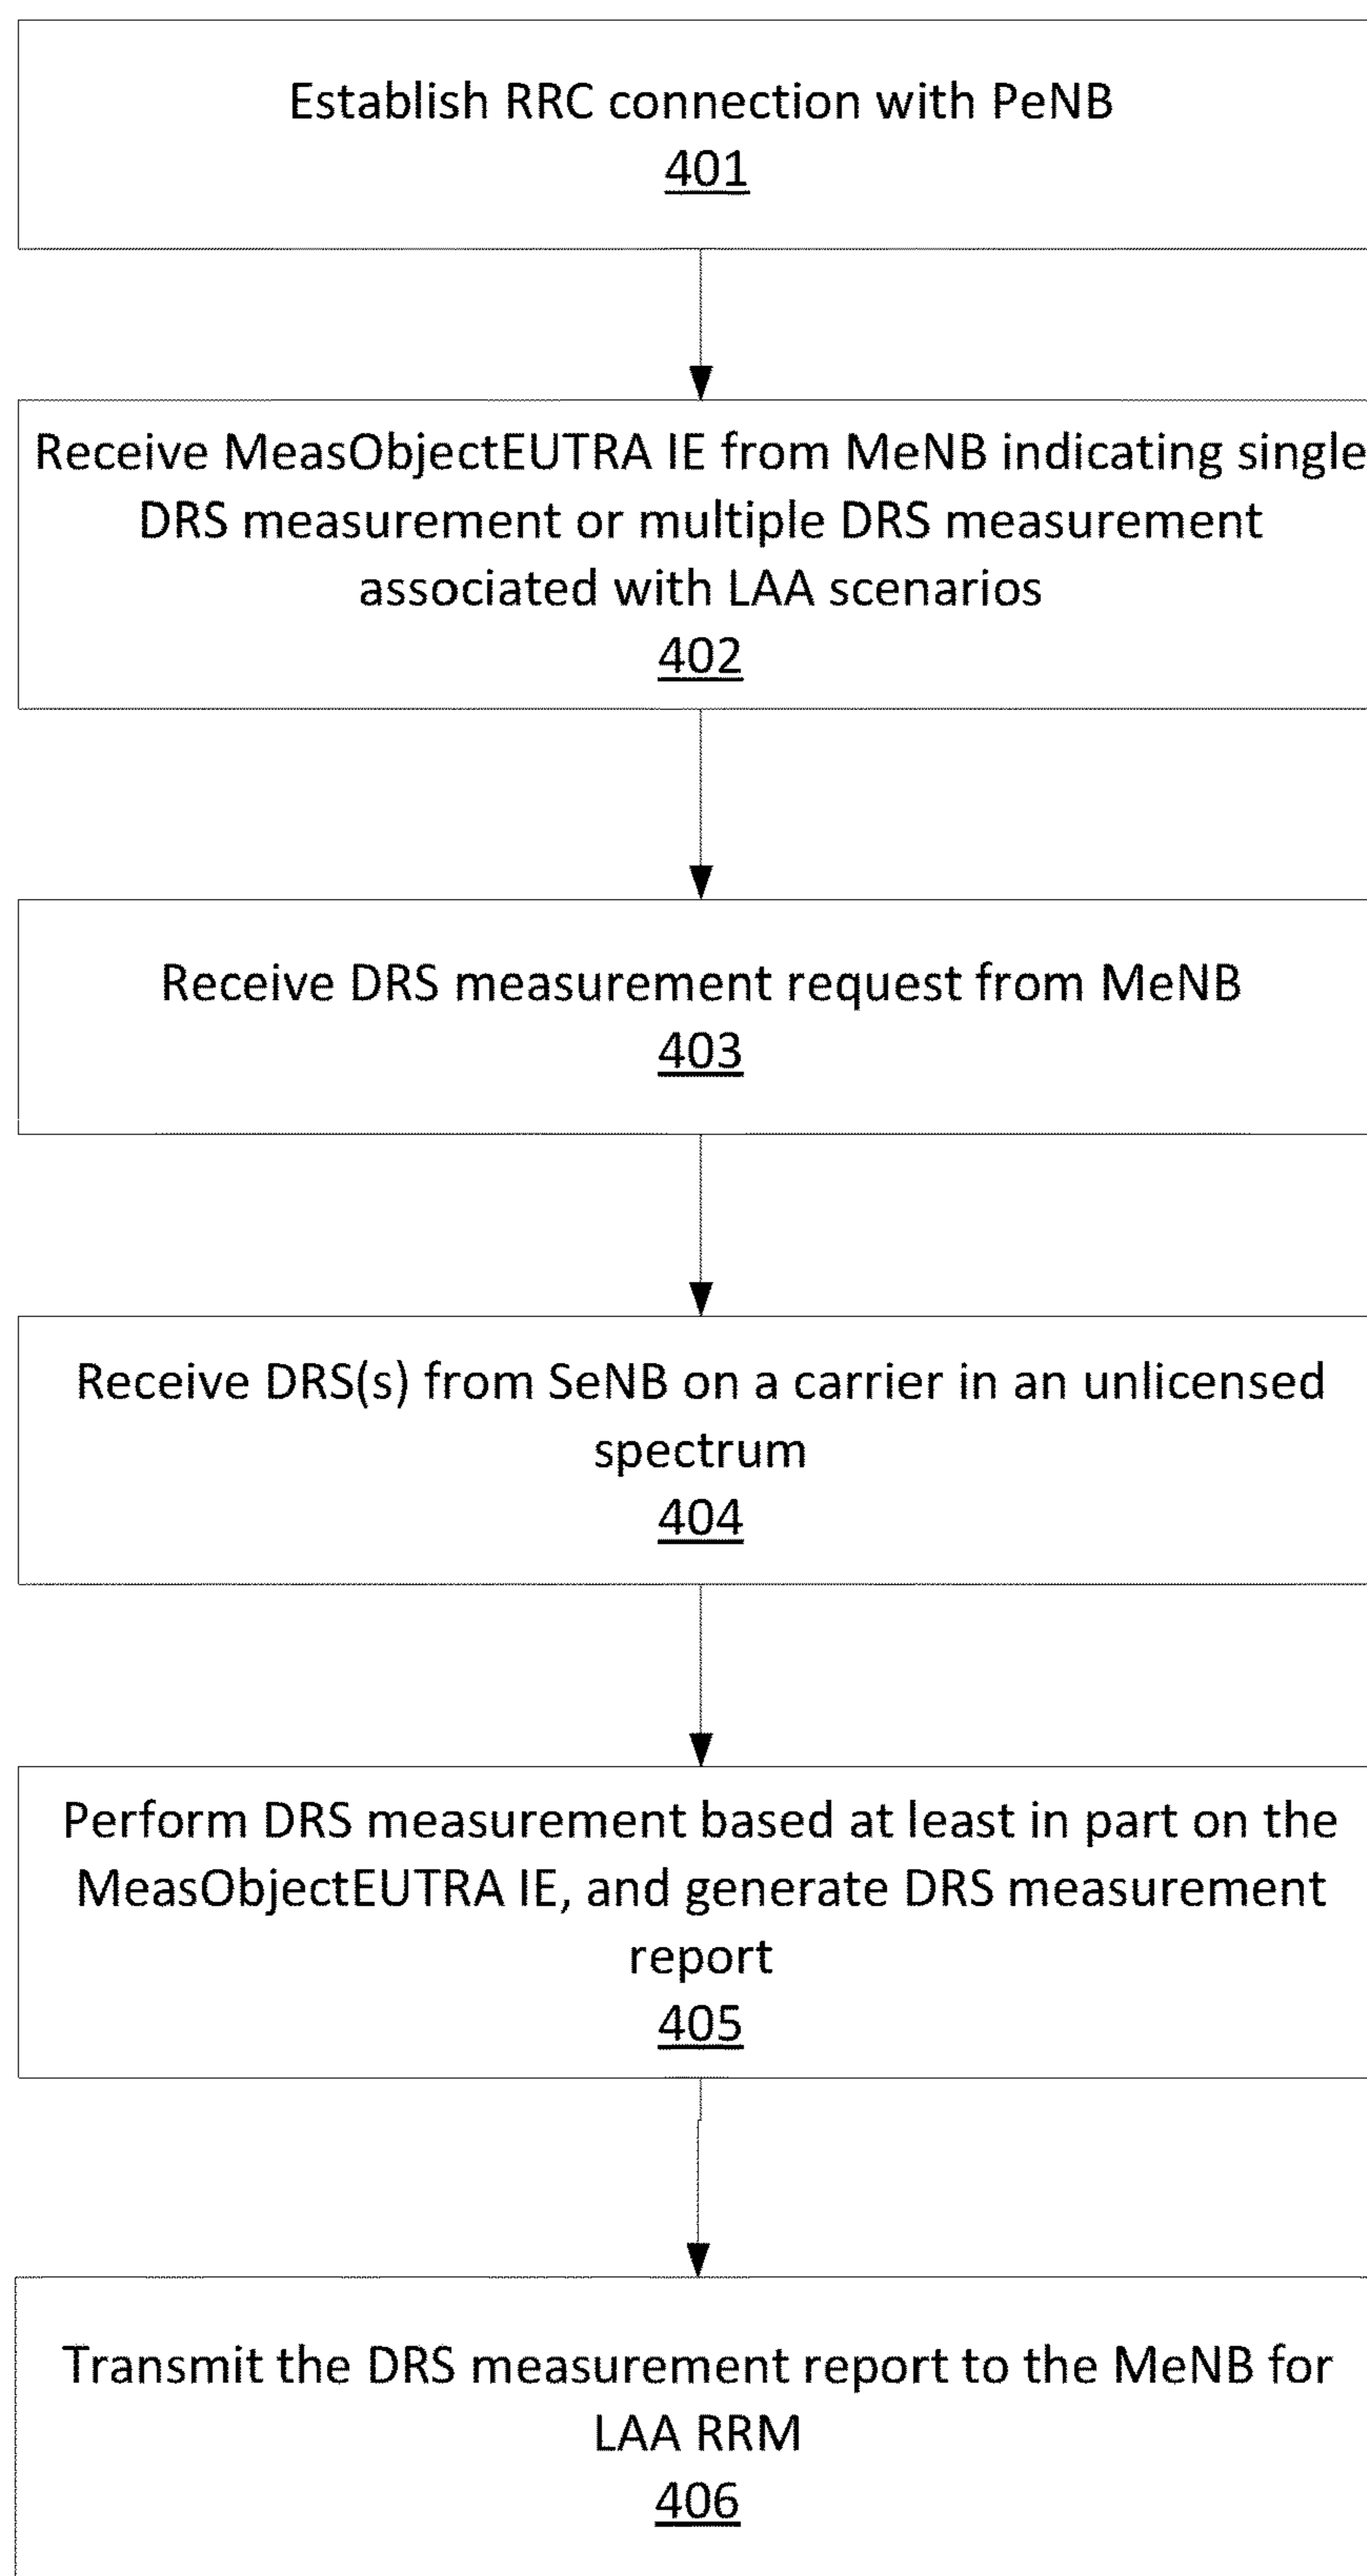 Establish RRC connection with PeNB
401
Receive MeasObjectEUTRA IE from MeNB indicating single
DRS measurement or multiple DRS measurement
associated with LAA scenarios
402
Receive DRS measurement request from MeNB
403
Receive DRS(s) from SeNB on a carrier in an unlicensed
spectrum
404
Perform DRS measurement based at least in part on the
MeasObjectEUTRA IE, and generate DRS measurement
report
405
Transmit the DRS measurement report to the MeNB for
LAA RRM
406